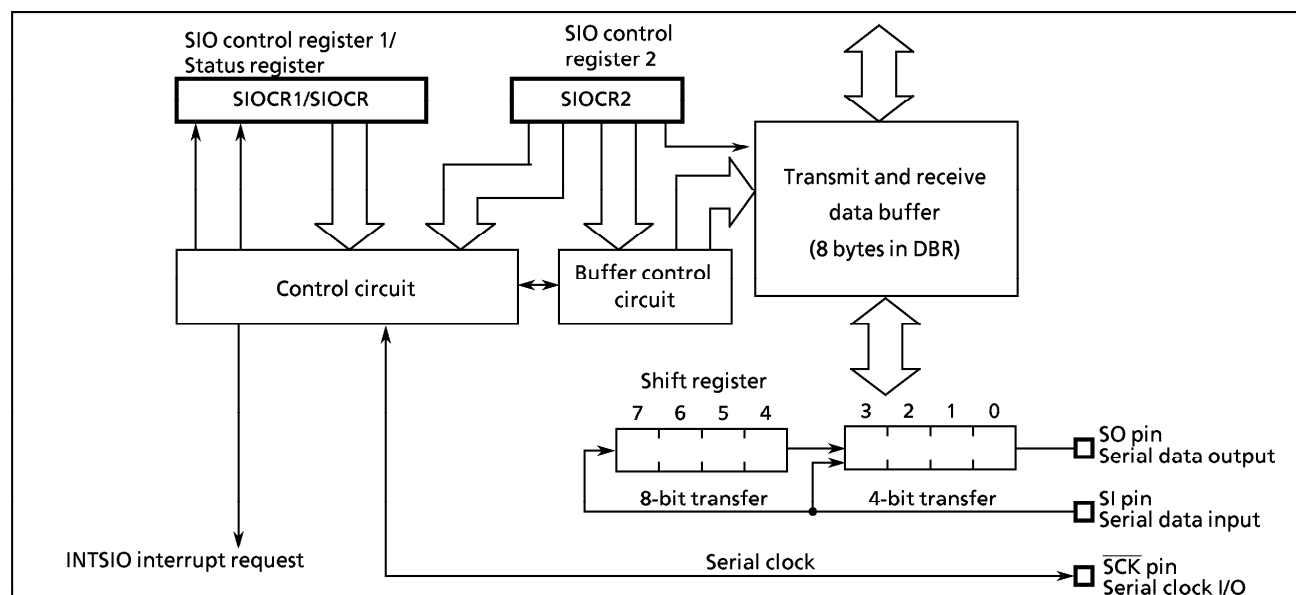 SIO control register 1/
Status register
SIO control
register 2
SIOCR1/SIOCR
SIOCR2
Transmit and receive
data buffer
(8 bytes in DBR)
Control circuit
Buffer control
circuit
Shift register
7 6 5 4 3 2 1 0
SO pin
Serial data output
8-bit transfer 4-bit transfer
SI pin
Serial data input
INTSIO interrupt request
Serial clock
S̅C̅K̅ pin
Serial clock I/O